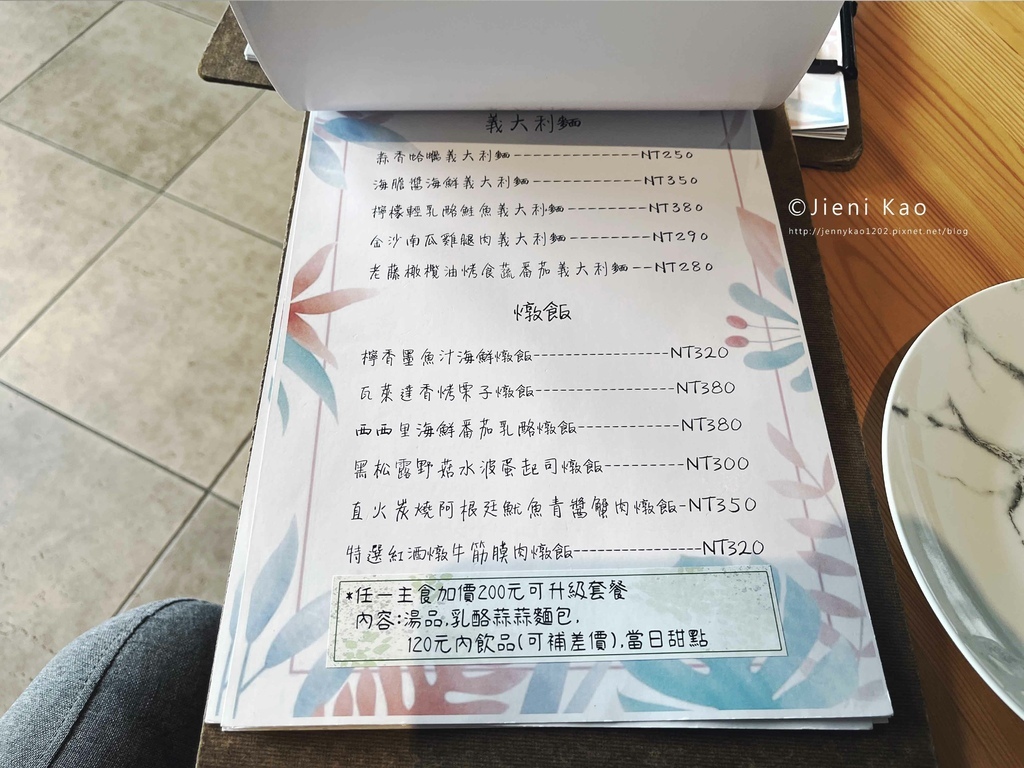 義大利麵
蒜香蛤蠣義大利麵---------------NT250
海膽醬海鮮義大利麵------------NT350
檸檬輕乳酪鮭魚義大利麵---------NT380
金沙南瓜雞腿肉義大利麵---------NT290
老藤橄欖油烤食蔬番茄義大利麵--NT280
燉飯
檸香墨魚汁海鮮燉飯-----------------NT320
瓦萊達香烤栗子燉飯-----------------NT380
西西里海鮮番茄乳酪燉飯------------NT380
黑松露野菇水波蛋起司燉飯---------NT300
直火炭燒阿根廷魷魚青醬蟹肉燉飯-NT350
特選紅酒燉牛筋腩肉燉飯---------------NT320
*任一主食加價200元可升級套餐
內容:湯品.乳酪蒜蒜麵包.
120元內飲品(可補差價).當日甜點
©Jieni Kao
http://jennykao1202.pixnet.net/blog